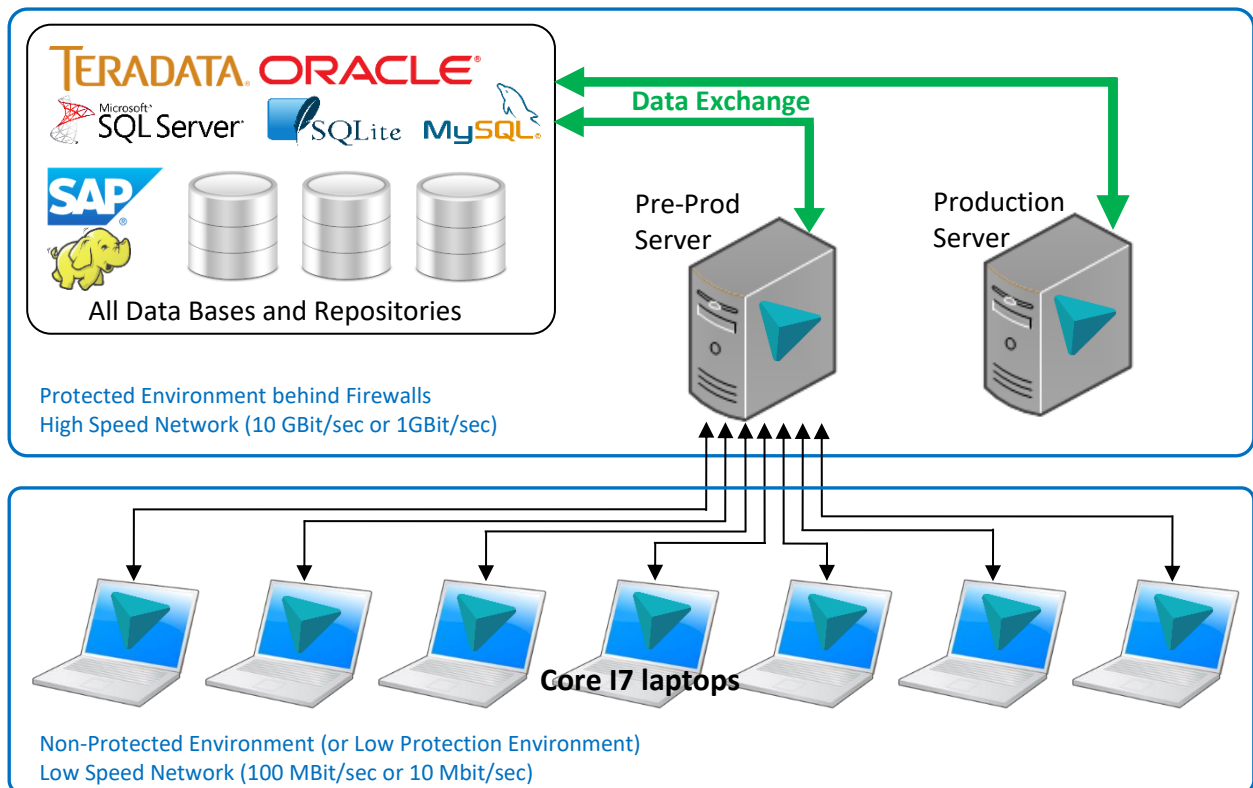 TERADATA. ORACLE®
Microsoft®
SQL Server®
SQLite
MySQL®
Data Exchange
SAP®
Pre-Prod
Server
Production
Server
All Data Bases and Repositories
Protected Environment behind Firewalls
High Speed Network (10 GBit/sec or 1GBit/sec)
Core I7 laptops
Non-Protected Environment (or Low Protection Environment)
Low Speed Network (100 MBit/sec or 10 Mbit/sec)